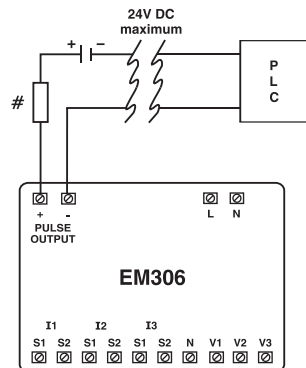 24V DC
maximum
+ −
P
L
C
#
+ -
L N
PULSE
OUTPUT
EM306
I1 I2 I3
S1 S2 S1 S2 S1 S2 N V1 V2 V3